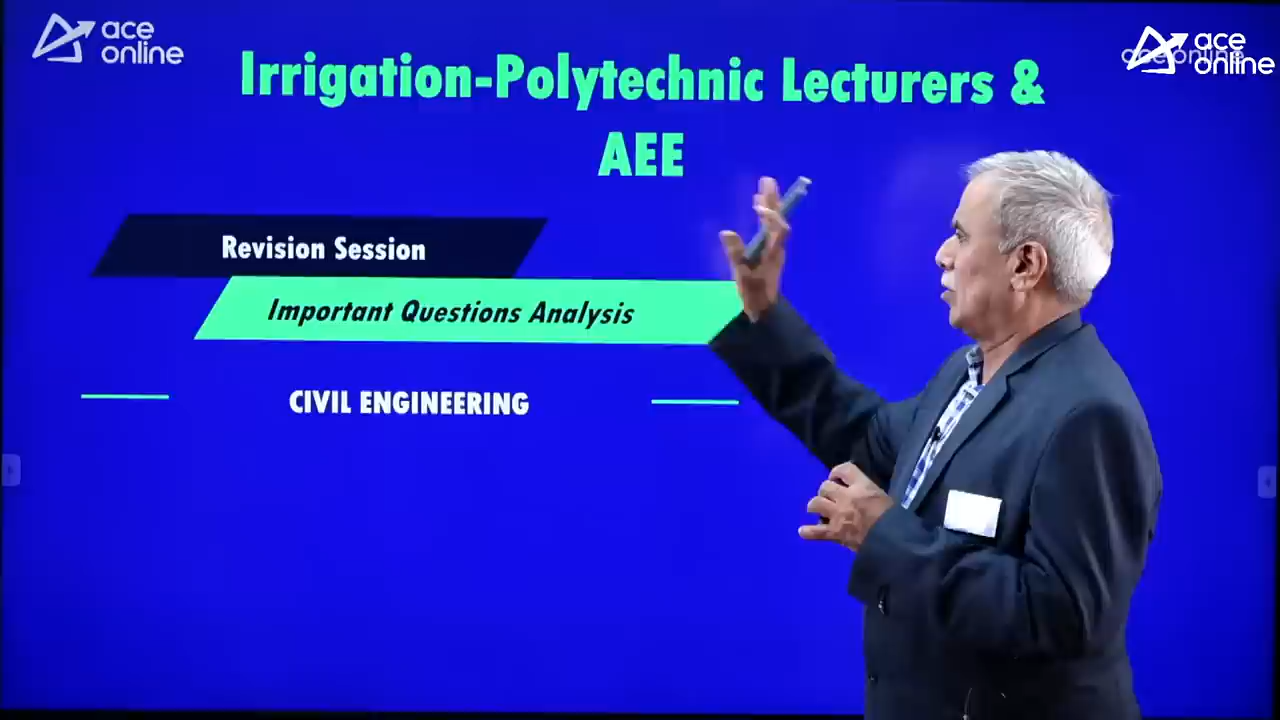 ace
online
ace
online
Irrigation-Polytechnic Lecturers &
AEE
Revision Session
Important Questions Analysis
CIVIL ENGINEERING